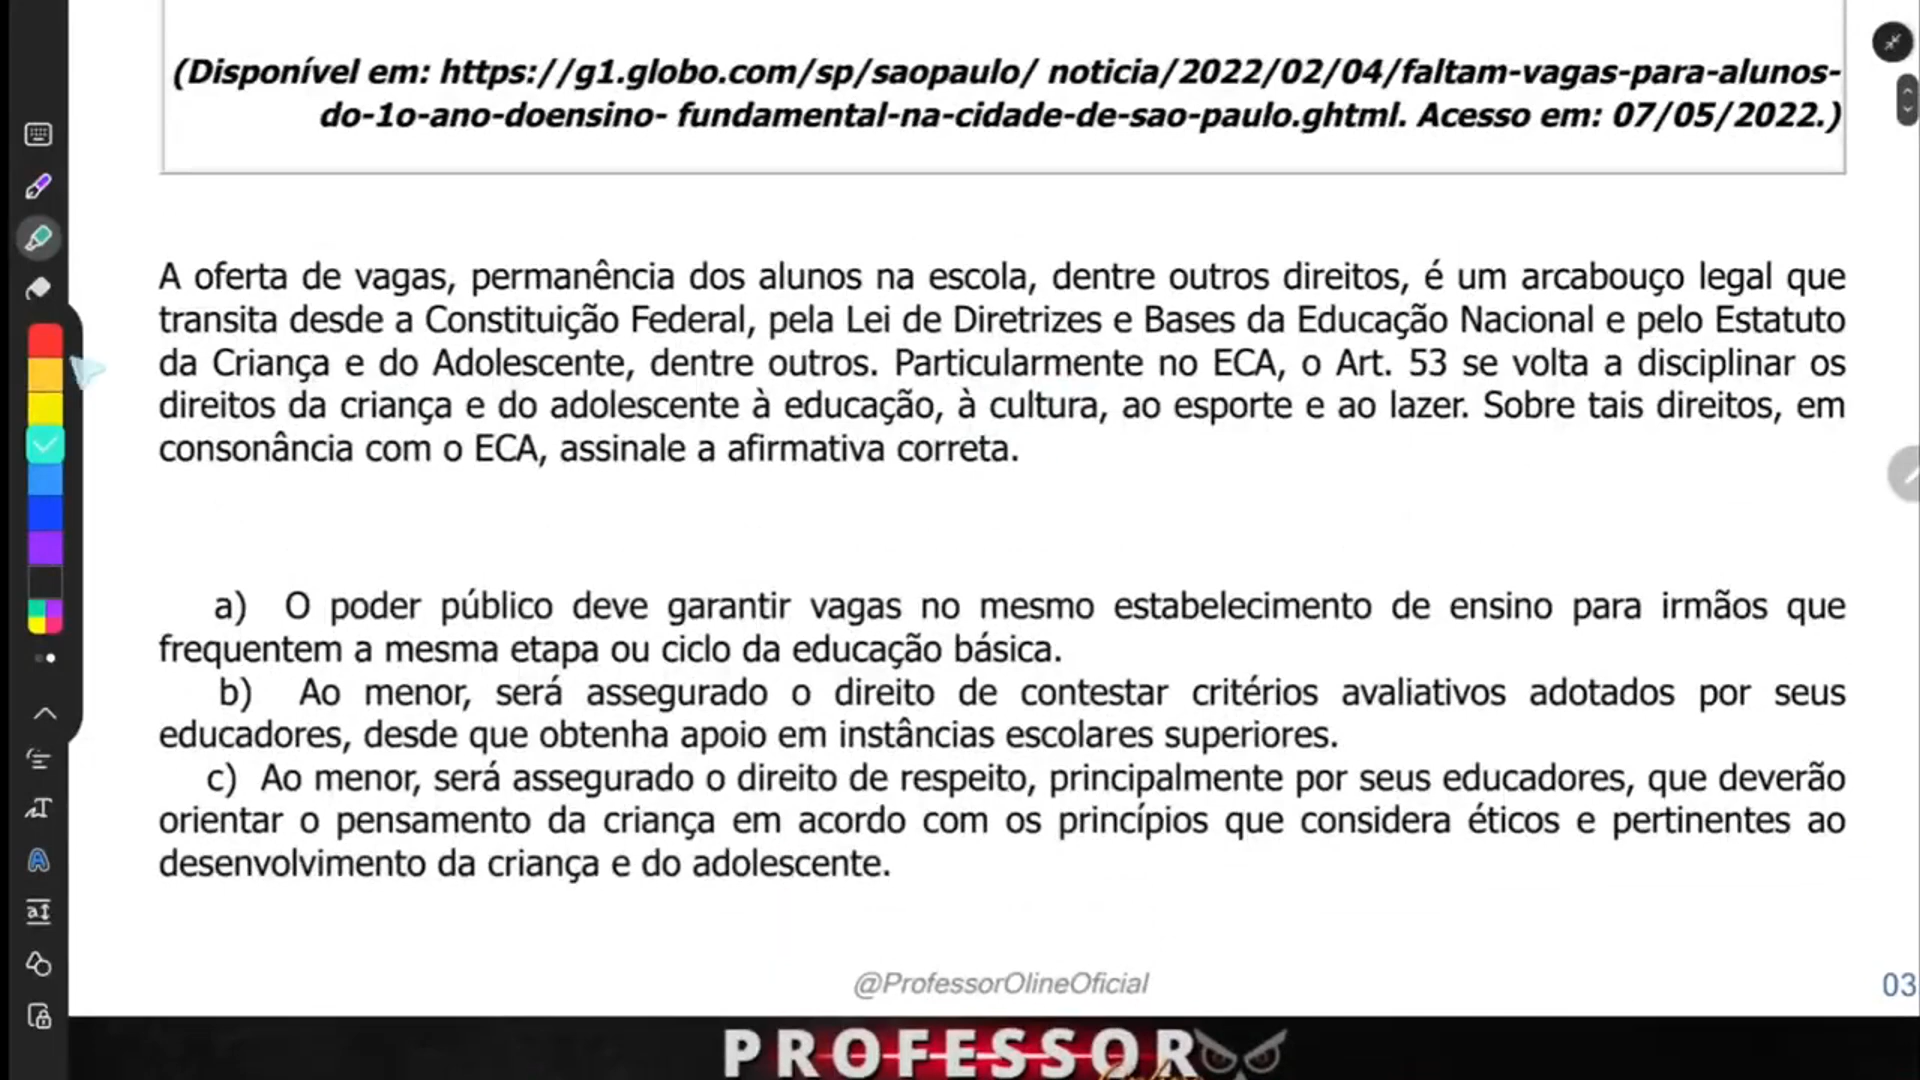 (Disponível em: https://g1.globo.com/sp/saopaulo/ noticia/2022/02/04/faltam-vagas-para-alunos-
do-1o-ano-doensino- fundamental-na-cidade-de-sao-paulo.ghtml. Acesso em: 07/05/2022.)
A oferta de vagas, permanência dos alunos na escola, dentre outros direitos, é um arcabouço legal que
transita desde a Constituição Federal, pela Lei de Diretrizes e Bases da Educação Nacional e pelo Estatuto
da Criança e do Adolescente, dentre outros. Particularmente no ECA, o Art. 53 se volta a disciplinar os
direitos da criança e do adolescente à educação, à cultura, ao esporte e ao lazer. Sobre tais direitos, em
consonância com o ECA, assinale a afirmativa correta.
a) O poder público deve garantir vagas no mesmo estabelecimento de ensino para irmãos que
frequentem a mesma etapa ou ciclo da educação básica.
b) Ao menor, será assegurado o direito de contestar critérios avaliativos adotados por seus
educadores, desde que obtenha apoio em instâncias escolares superiores.
c) Ao menor, será assegurado o direito de respeito, principalmente por seus educadores, que deverão
orientar o pensamento da criança em acordo com os princípios que considera éticos e pertinentes ao
desenvolvimento da criança e do adolescente.
@ProfessorOlineOficial
03
PROFESSOR